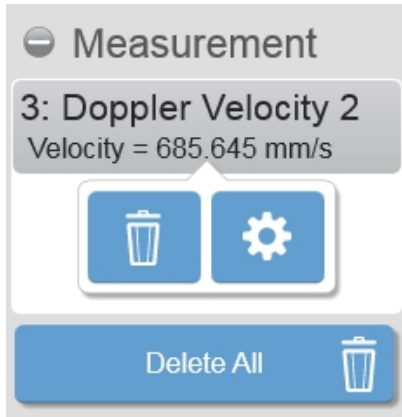 Measurement
3: Doppler Velocity 2
Velocity = 685.645 mm/s
Delete All